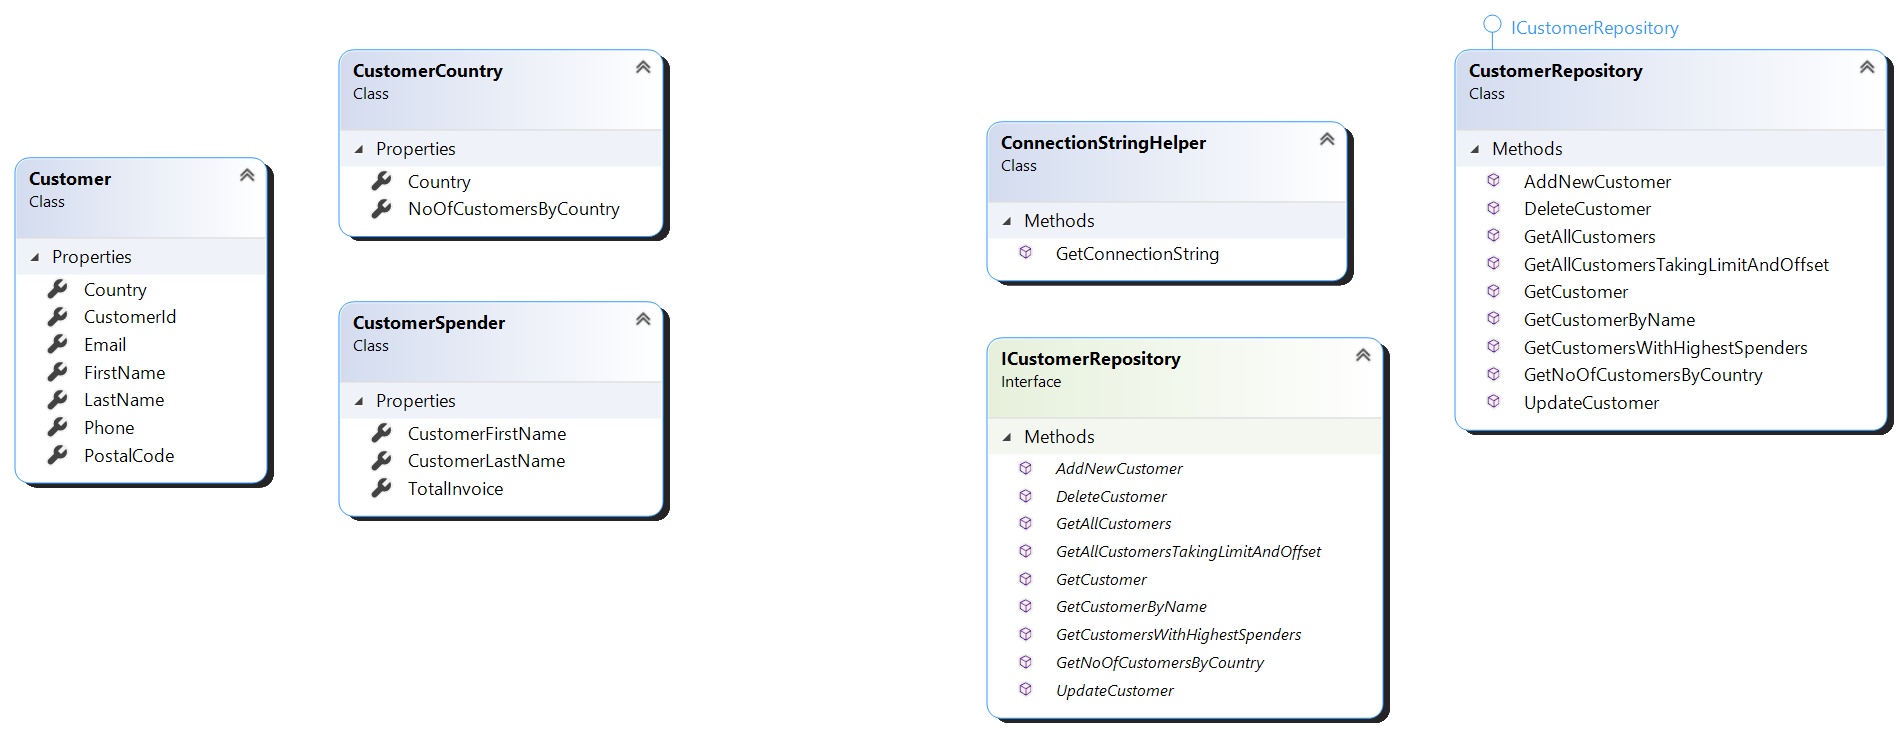 Customer
Class
Properties
Country
CustomerId
Email
FirstName
LastName
Phone
PostalCode
CustomerCountry
Class
Properties
Country
NoOfCustomersByCountry
CustomerSpender
Class
Properties
CustomerFirstName
CustomerLastName
TotalInvoice
ConnectionStringHelper
Class
Methods
GetConnectionString
ICustomerRepository
Interface
Methods
AddNewCustomer
DeleteCustomer
GetAllCustomers
GetAllCustomersTakingLimitAndOffset
GetCustomer
GetCustomerByName
GetCustomersWithHighestSpenders
GetNoOfCustomersByCountry
UpdateCustomer
ICustomerRepository
CustomerRepository
Class
Methods
AddNewCustomer
DeleteCustomer
GetAllCustomers
GetAllCustomersTakingLimitAndOffset
GetCustomer
GetCustomerByName
GetCustomersWithHighestSpenders
GetNoOfCustomersByCountry
UpdateCustomer